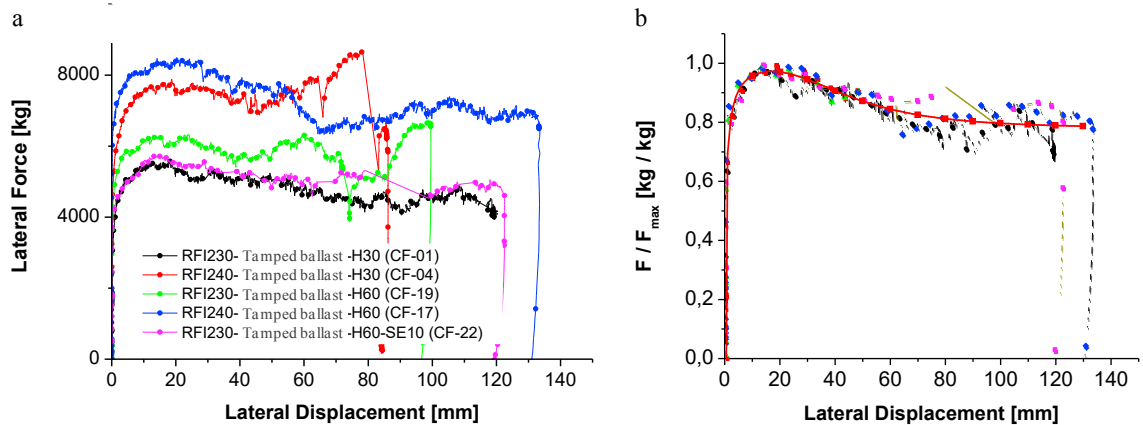 a
Lateral Force [kg]
8000
4000
0
RFI230- Tamped ballast -H30 (CF-01)
RFI240- Tamped ballast -H30 (CF-04)
RFI230- Tamped ballast -H60 (CF-19)
RFI240- Tamped ballast -H60 (CF-17)
RFI230- Tamped ballast -H60-SE10 (CF-22)
0 20 40 60 80 100 120 140
Lateral Displacement [mm]
b
F / Fmax [kg / kg]
1,0
0,8
0,6
0,4
0,2
0,0
0 20 40 60 80 100 120 140
Lateral Displacement [mm]